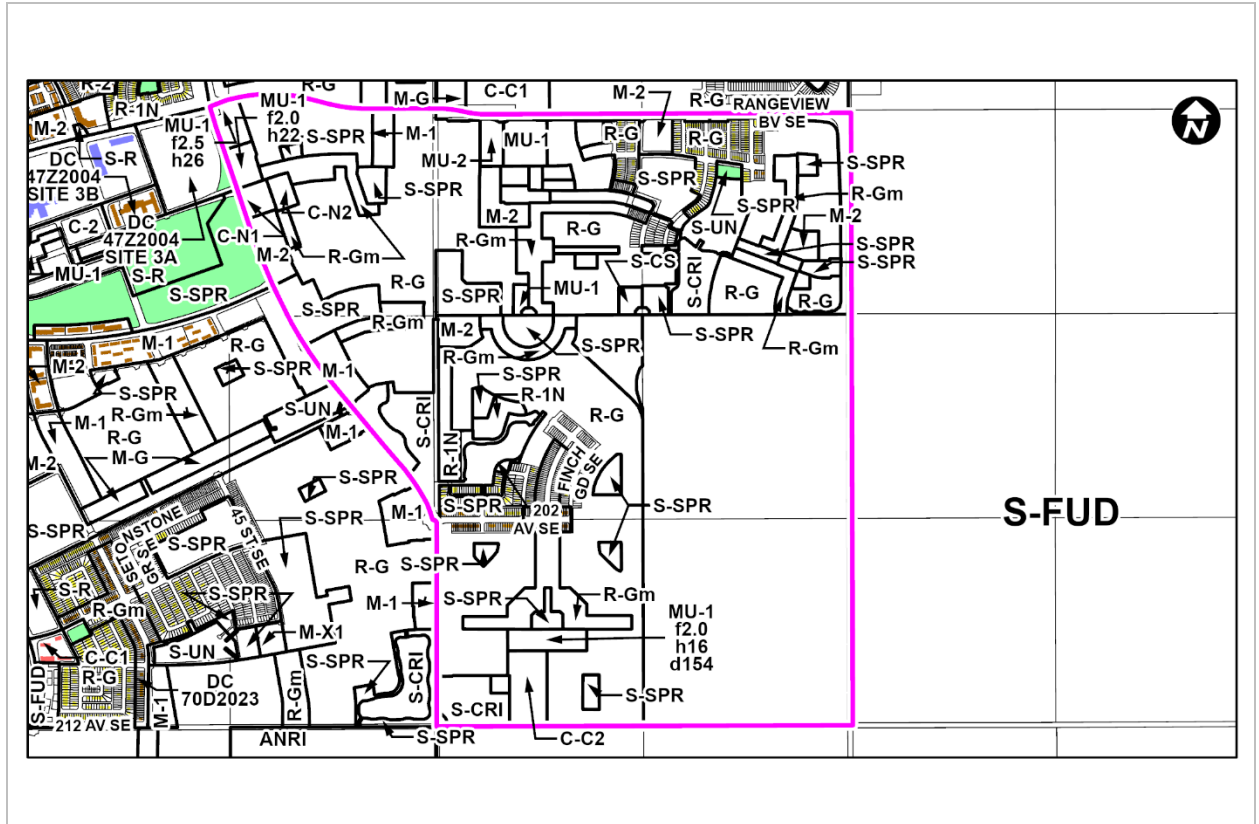 R-2
R-1N
M-2
DC
47Z2004
SITE 3B
S-R
MU-1
f2.5
h26
MU-1
f2.0
h22
R-G
S-SPR
M-G
C-C1
M-1
M-2
R-G
RANGEVIEW
BV SE
MU-2
MU-1
R-G
R-G
S-SPR
S-SPR
S-SPR
R-Gm
M-2
S-SPR
S-UN
S-SPR
S-SPR
C-N2
C-2
DC
47Z2004
SITE 3A
C-N1
M-2
R-Gm
M-2
R-G
R-Gm
S-CS
S-CRI
R-G
R-G
MU-1
S-R
S-SPR
R-G
S-SPR
S-SPR
MU-1
S-SPR
R-Gm
R-Gm
M-1
R-G
M-2
S-SPR
M-2
S-SPR
M-1
R-Gm
S-SPR
S-SPR
R-1N
R-G
M-1
R-Gm
R-G
M-G
S-UN
M-1
S-CRI
R-1N
FINCH
GD SE
M-2
S-SPR
S-SPR
S-SPR
202
AV SE
S-FUD
S-SPR
SETONSTONE
GR SE
S-SPR
45 ST SE
M-1
R-G
S-SPR
S-R
S-SPR
R-Gm
M-1
S-SPR
R-Gm
MU-1
f2.0
h16
d154
S-UN
M-X1
S-SPR
C-C1
R-G
S-FUD
DC
70D2023
M-1
R-Gm
S-CRI
S-CRI
S-SPR
212 AV SE
ANRI
S-SPR
C-C2
N